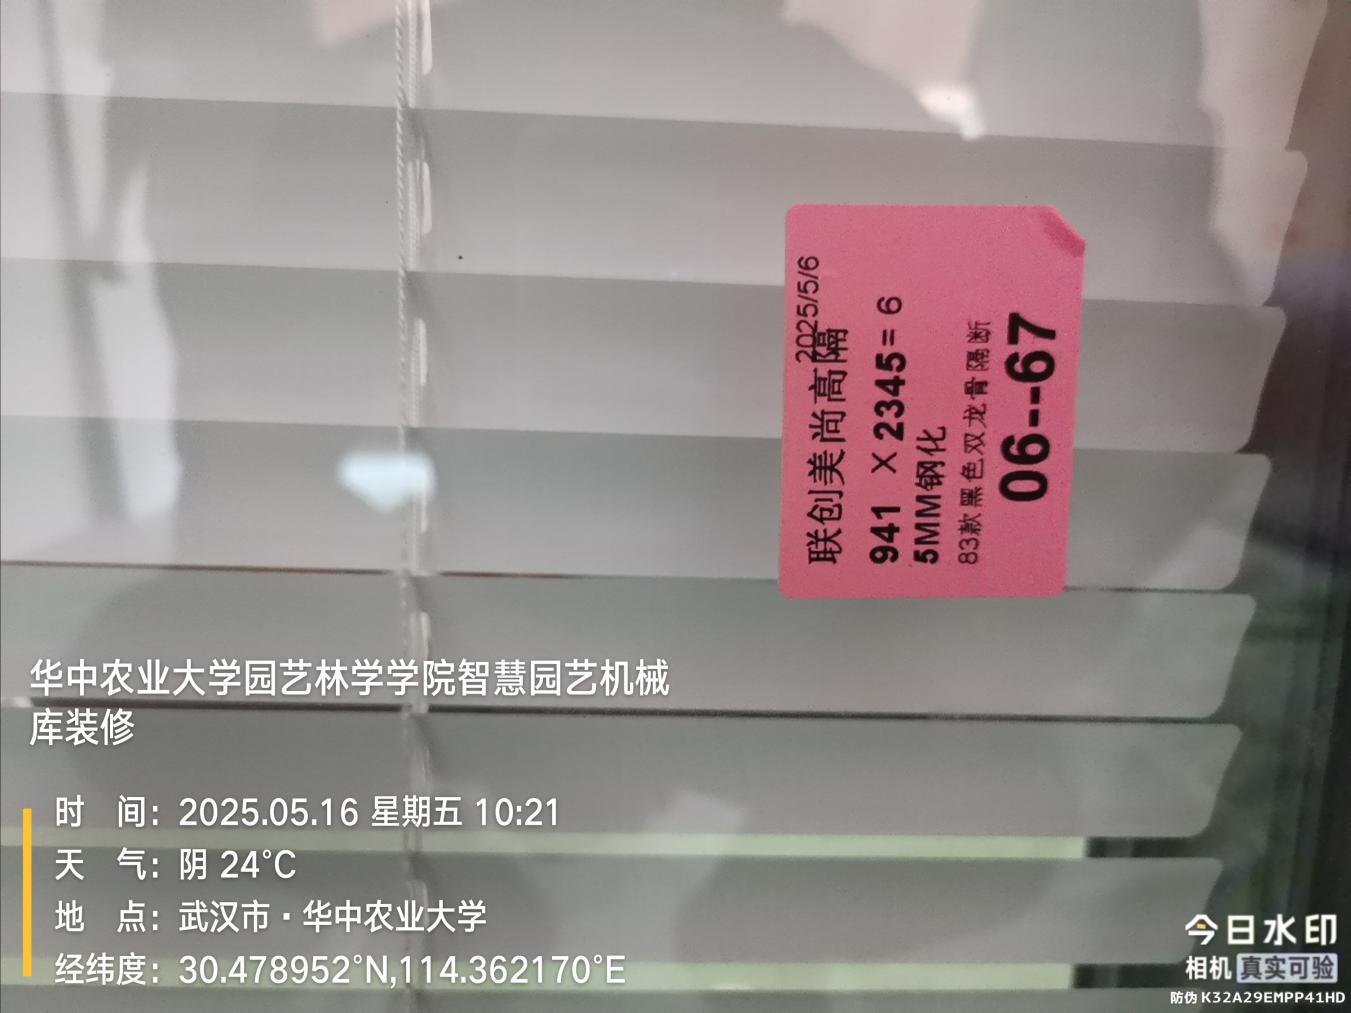 2025/5/6
联创美尚高隔
941 × 2345= 6
5MM钢化
83款黑色双龙骨隔断
06--67
华中农业大学园艺林学学院智慧园艺机械
库装修
时 间：2025.05.16 星期五 10:21
天 气：阴 24°C
地 点：武汉市·华中农业大学
经纬度：30.478952°N,114.362170°E
今日水印
相机 真实可验
防伪 K32A29EMPP41HD